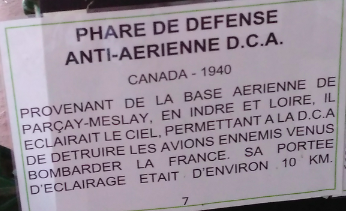 PHARE DE DEFENSE
ANTI-AERIENNE D.C.A.
CANADA - 1940
PROVENANT DE LA BASE AERIENNE DE
PARÇAY-MESLAY, EN INDRE ET LOIRE, IL
ECLAIRAIT LE CIEL, PERMETTANT A LA D.C.A
DE DETRUIRE LES AVIONS ENNEMIS VENUS
BOMBARDER LA FRANCE. SA PORTEE
D'ECLAIRAGE ETAIT D'ENVIRON 10 KM.
7